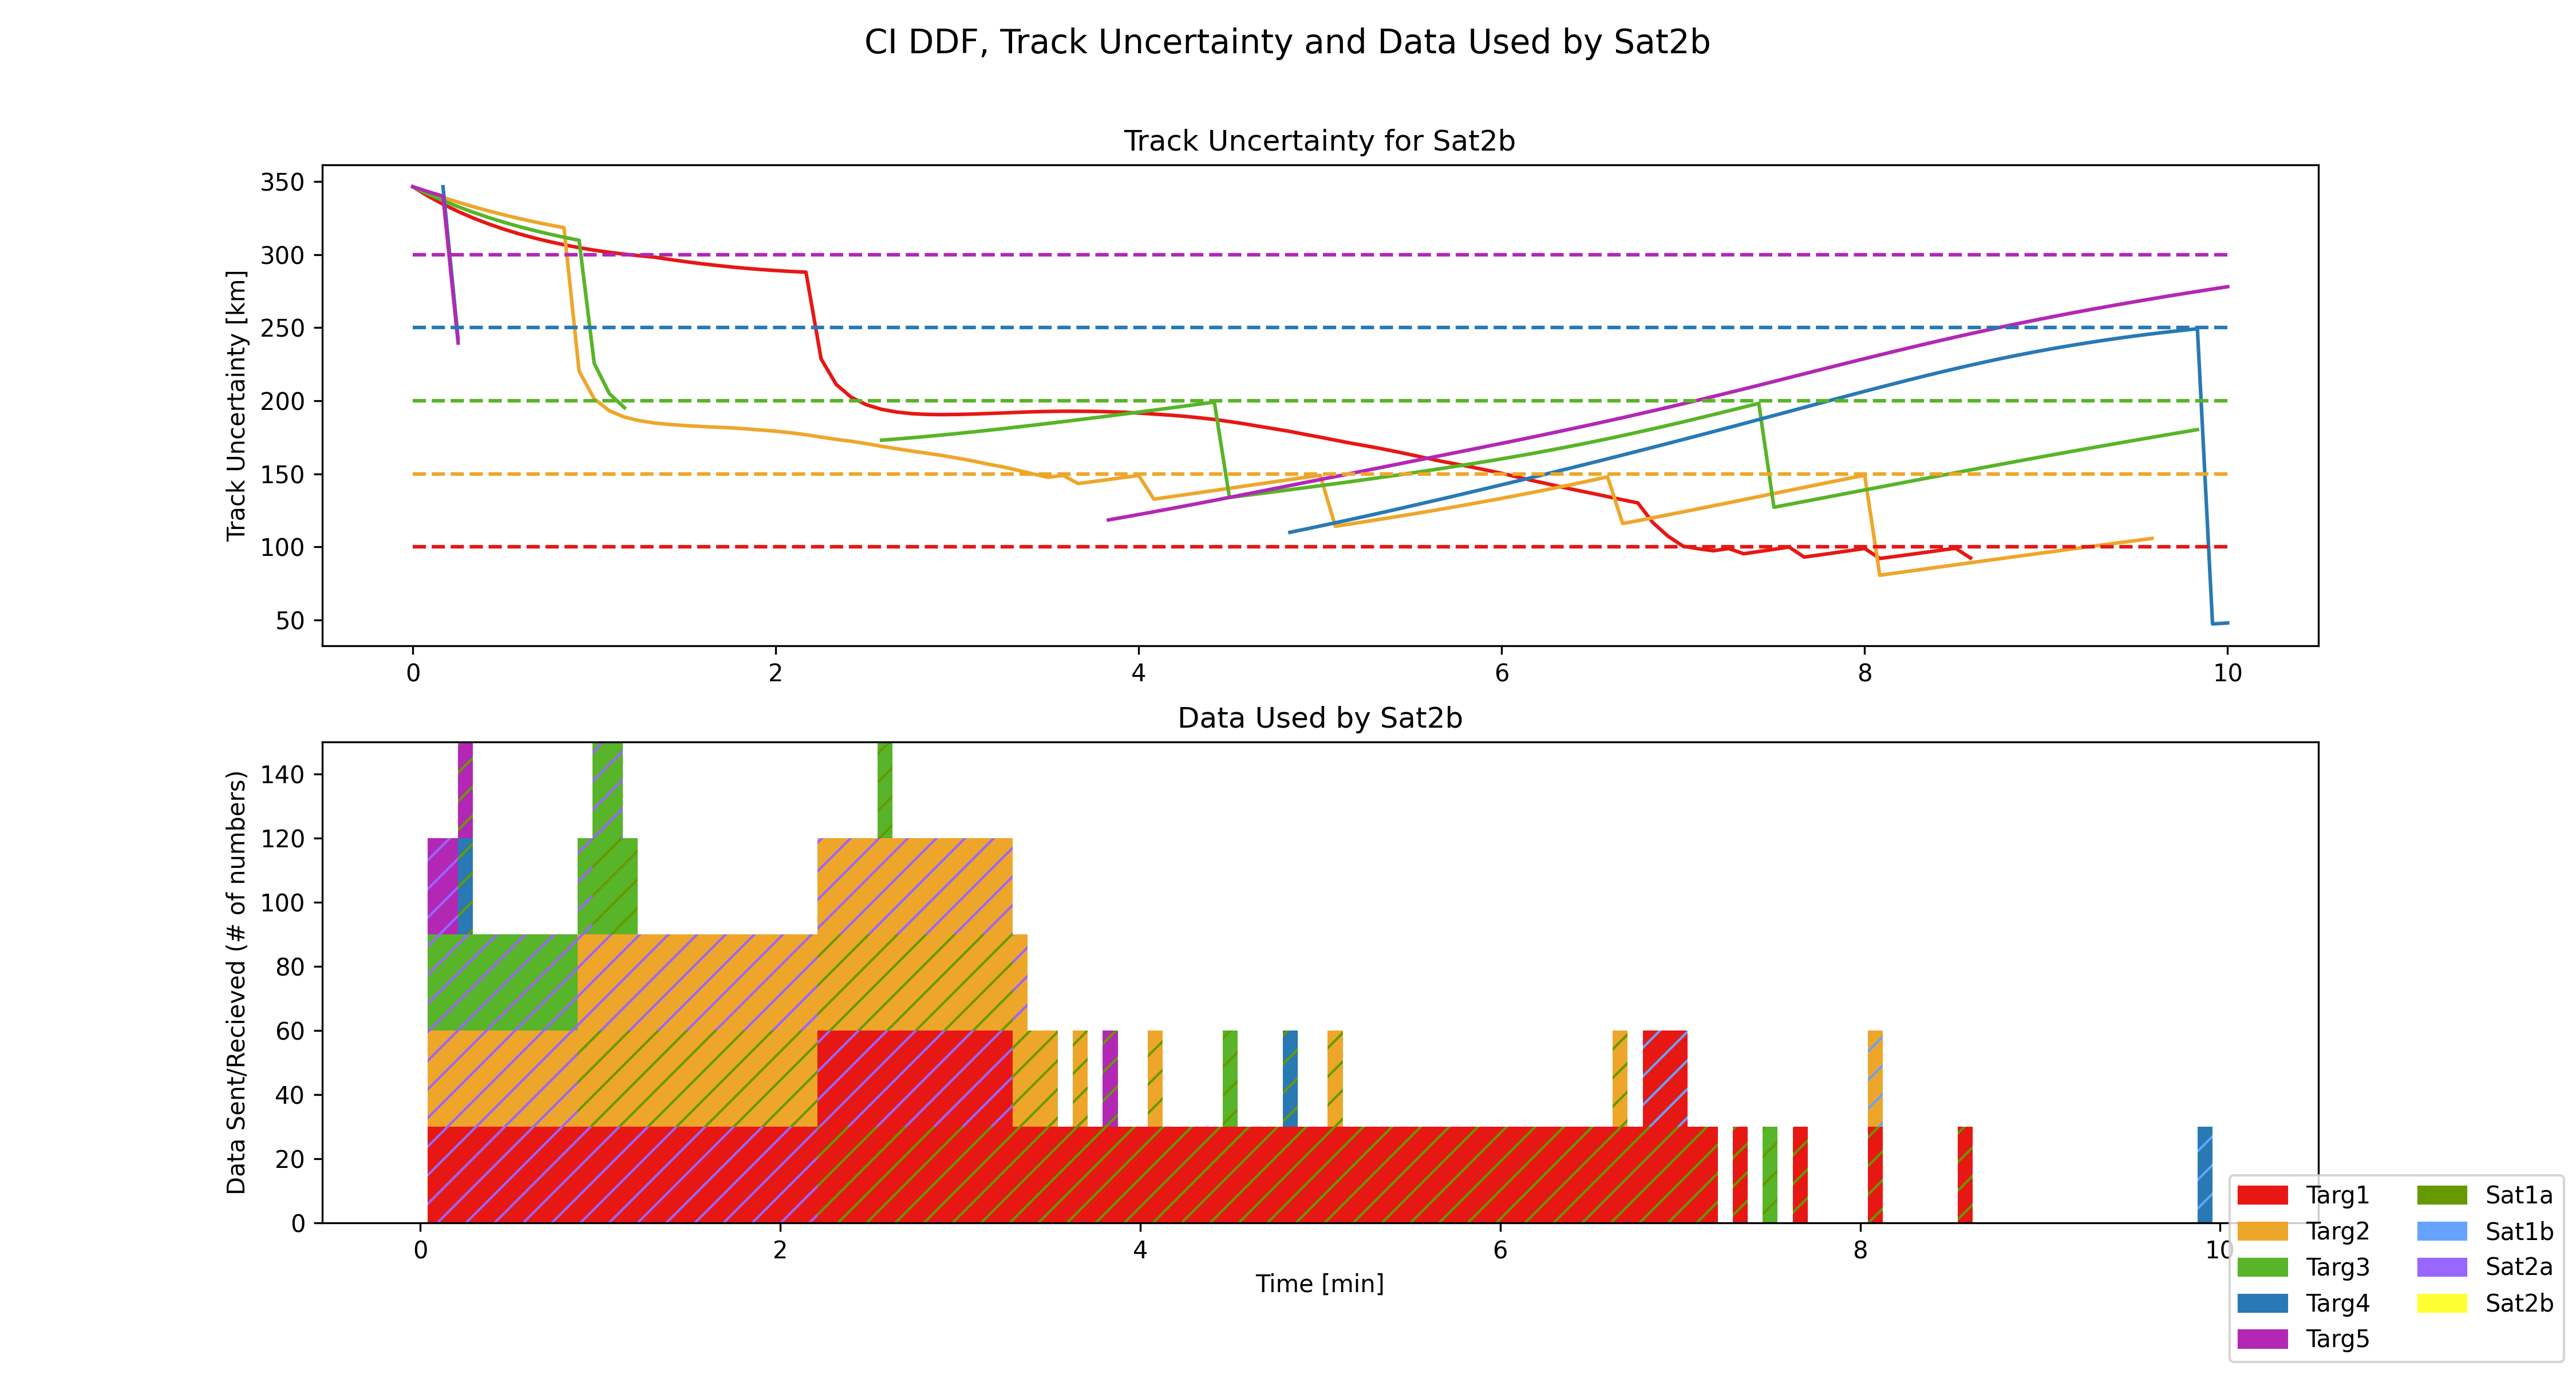 CI DDF, Track Uncertainty and Data Used by Sat2b
Track Uncertainty for Sat2b
Track Uncertainty [km]
350
300
250
200
150
100
50
0 2 4 6 8 10
Data Used by Sat2b
Data Sent/Recieved (# of numbers)
140
120
100
80
60
40
20
0
0 2 4 6 8 10
Time [min]
Targ1 Sat1a
Targ2 Sat1b
Targ3 Sat2a
Targ4 Sat2b
Targ5